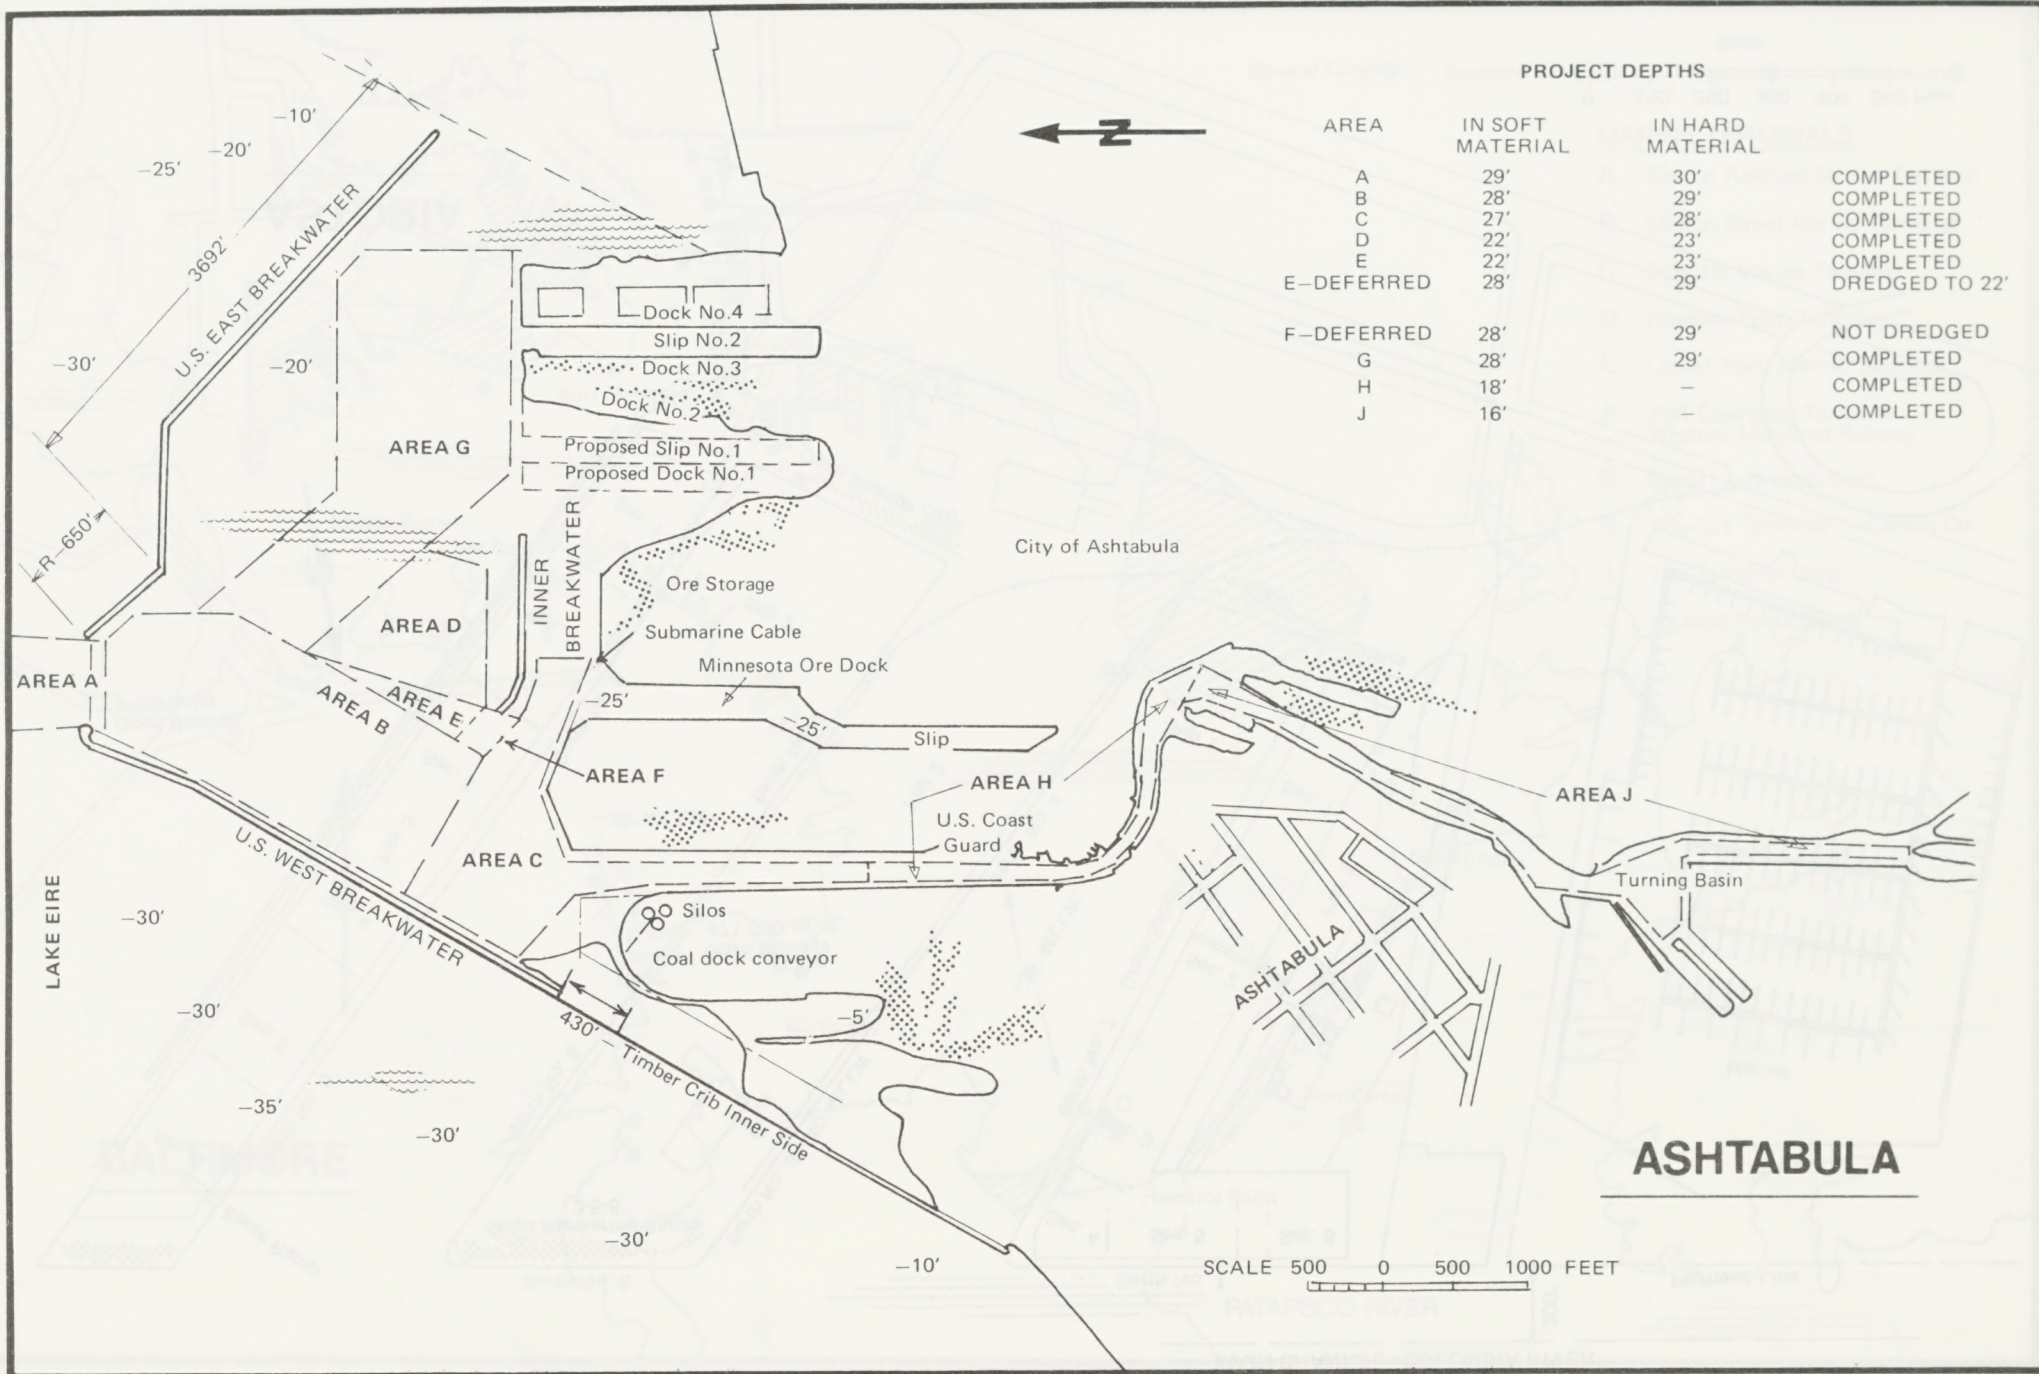 PROJECT DEPTHS
AREA IN SOFT MATERIAL IN HARD MATERIAL
A 29' 30' COMPLETED
B 28' 29' COMPLETED
C 27' 28' COMPLETED
D 22' 23' COMPLETED
E 22' 23' COMPLETED
E—DEFERRED 28' 29' DREDGED TO 22'
F—DEFERRED 28' 29' NOT DREDGED
G 28' 29' COMPLETED
H 18' — COMPLETED
J 16' — COMPLETED
N
—10'
—20'
—25'
3692'
U.S. EAST BREAKWATER
—30'
—20'
R—650'
Dock No.4
Slip No.2
Dock No.3
Dock No.2
AREA G
Proposed Slip No.1
Proposed Dock No.1
INNER
BREAKWATER
City of Ashtabula
Ore Storage
AREA D
Submarine Cable
Minnesota Ore Dock
AREA A
AREA B
AREA E
—25'
—25'
Slip
AREA F
AREA H
AREA J
U.S. Coast
Guard
AREA C
U.S. WEST BREAKWATER
LAKE EIRE
Turning Basin
Silos
Coal dock conveyor
ASHTABULA
—30'
—30'
—5'
430' — Timber Crib Inner Side
—35'
—30'
—30'
—10'
ASHTABULA
SCALE 500 0 500 1000 FEET